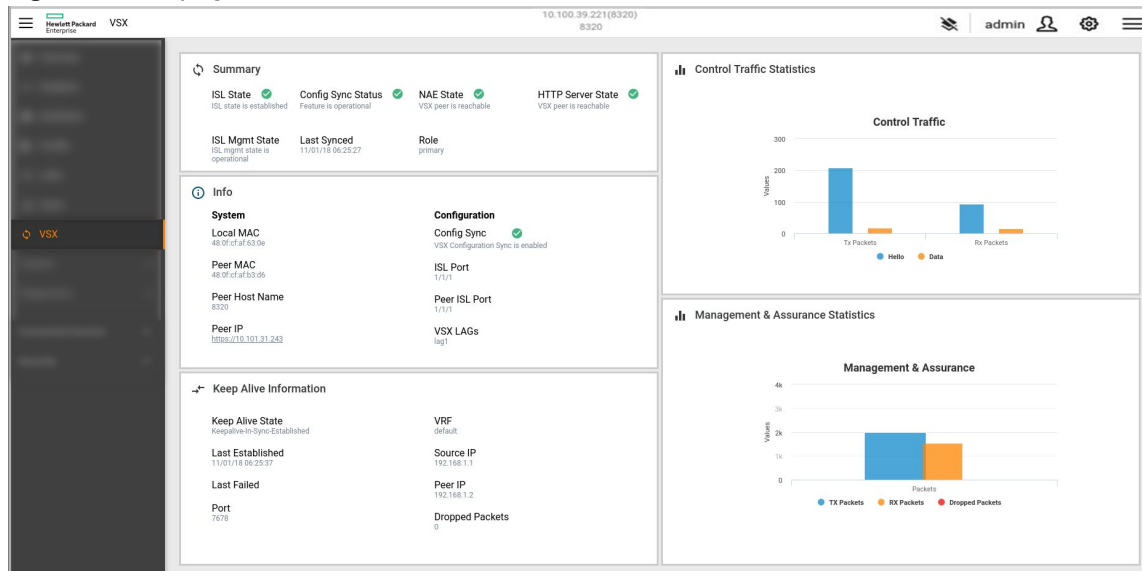 Hewlett Packard
Enterprise
VSX
10.100.39.221(8320)
8320
admin
VSX
Summary
ISL State
ISL state is established
Config Sync Status
Feature is operational
NAE State
VSX peer is reachable
HTTP Server State
VSX peer is reachable
ISL Mgmt State
ISL mgmt state is
operational
Last Synced
11/01/18 06:25:27
Role
primary
Info
System
Local MAC
48:0f:cf:af:63:0e
Peer MAC
48:0f:cf:af:b3:d6
Peer Host Name
8320
Peer IP
https://10.101.31.243
Configuration
Config Sync
VSX Configuration Sync is enabled
ISL Port
1/1/1
Peer ISL Port
1/1/1
VSX LAGs
lag1
Keep Alive Information
Keep Alive State
Keepalive-In-Sync-Established
Last Established
11/01/18 06:25:37
Last Failed
Port
7678
VRF
default
Source IP
192.168.1.1
Peer IP
192.168.1.2
Dropped Packets
0
Control Traffic Statistics
Control Traffic
300
200
100
0
Values
Tx Packets
Rx Packets
Hello
Data
Management & Assurance Statistics
Management & Assurance
4k
3k
2k
1k
0
Values
Packets
TX Packets
RX Packets
Dropped Packets